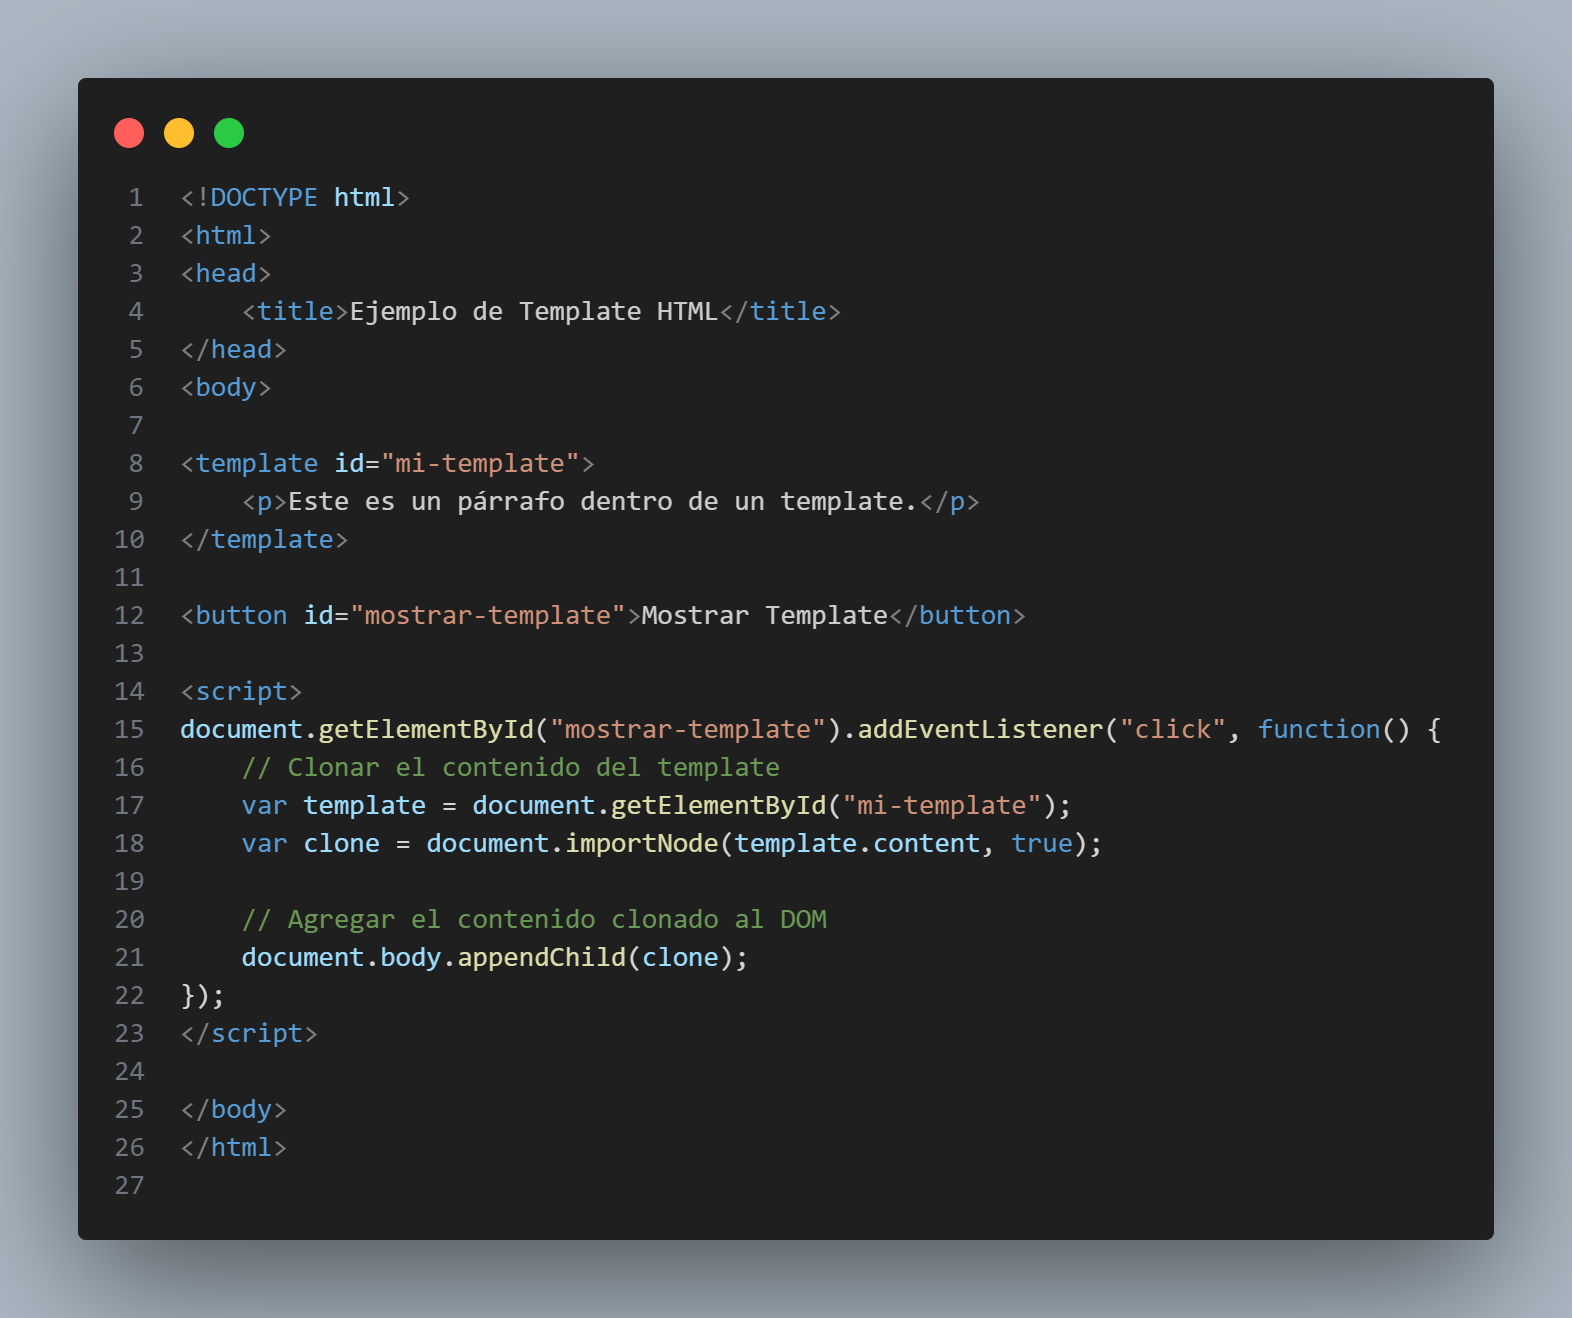 1 <!DOCTYPE html>
2 <html>
3 <head>
4     <title>Ejemplo de Template HTML</title>
5 </head>
6 <body>
7
8 <template id="mi-template">
9     <p>Este es un párrafo dentro de un template.</p>
10 </template>
11
12 <button id="mostrar-template">Mostrar Template</button>
13
14 <script>
15 document.getElementById("mostrar-template").addEventListener("click", function() {
16     // Clonar el contenido del template
17     var template = document.getElementById("mi-template");
18     var clone = document.importNode(template.content, true);
19
20     // Agregar el contenido clonado al DOM
21     document.body.appendChild(clone);
22 });
23 </script>
24
25 </body>
26 </html>
27